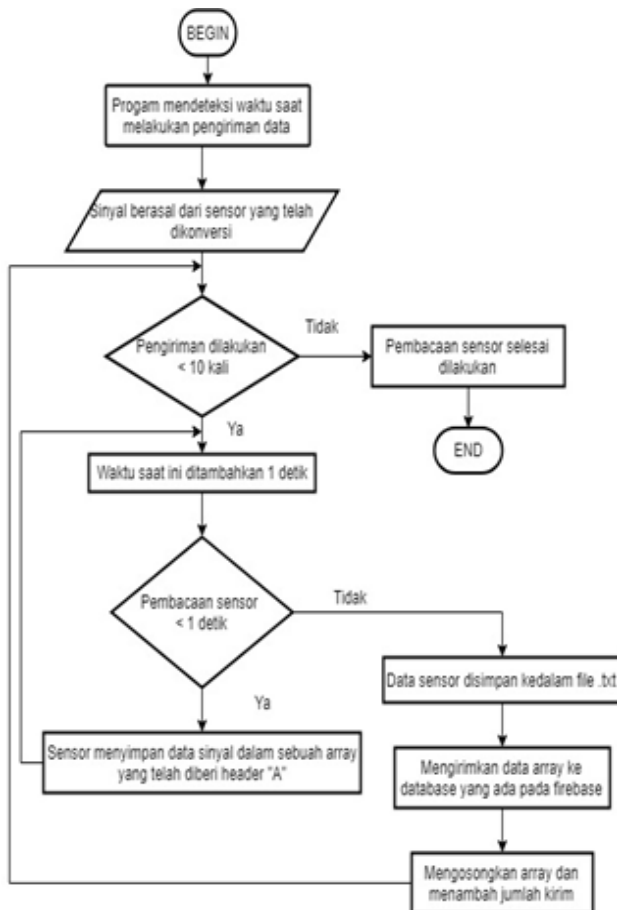 BEGIN
Progam mendeteksi waktu saat
melakukan pengiriman data
Sinyal berasal dari sensor yang telah
dikonversi
Pengiriman dilakukan
< 10 kali
Tidak
Pembacaan sensor selesai
dilakukan
END
Ya
Waktu saat ini ditambahkan 1 detik
Pembacaan sensor
< 1 detik
Tidak
Ya
Sensor menyimpan data sinyal dalam sebuah array
yang telah diberi header "A"
Data sensor disimpan kedalam file .txt
Mengirimkan data array ke
database yang ada pada firebase
Mengosongkan array dan
menambah jumlah kirim